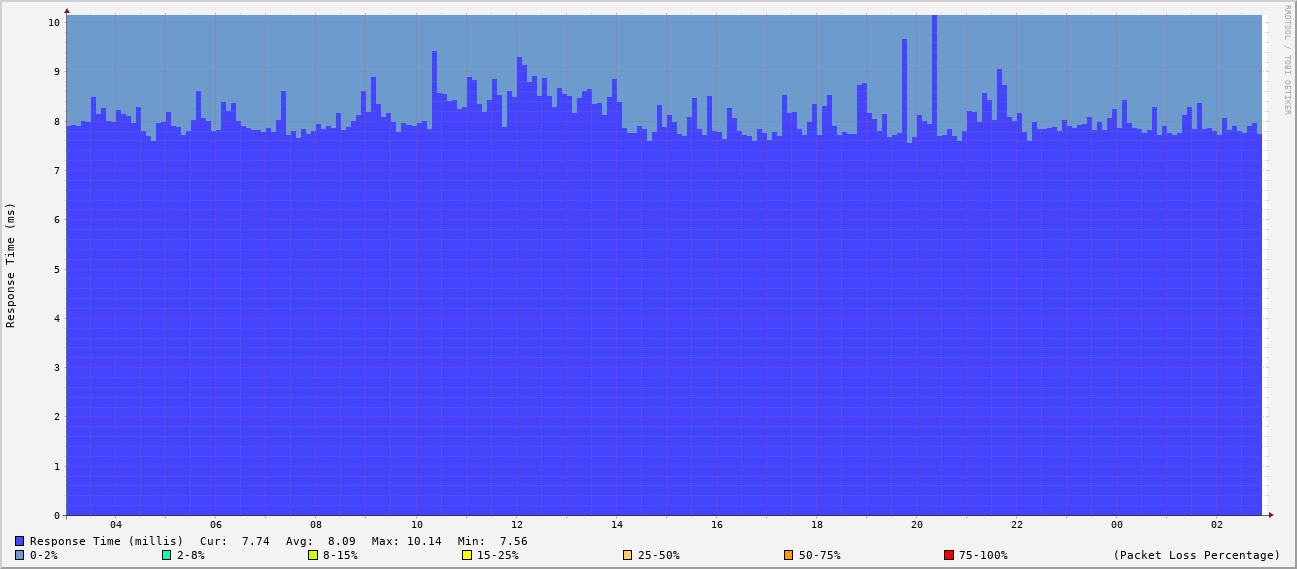 RRDTOOL / TOBI OETIKER
Response Time (ms)
10
9
8
7
6
5
4
3
2
1
0
04 06 08 10 12 14 16 18 20 22 00 02
Response Time (millis) Cur: 7.74 Avg: 8.09 Max: 10.14 Min: 7.56
0-2% 2-8% 8-15% 15-25% 25-50% 50-75% 75-100% (Packet Loss Percentage)